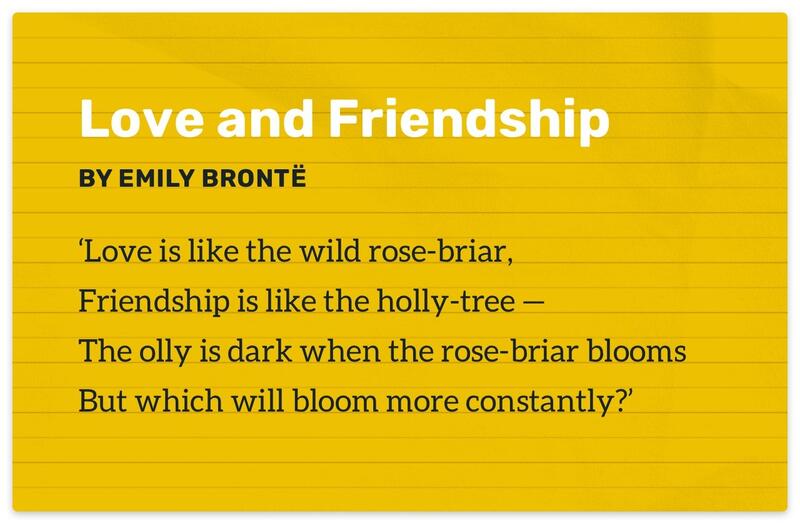 Love and Friendship
BY EMILY BRONTË
‘Love is like the wild rose-briar,
Friendship is like the holly-tree —
The olly is dark when the rose-briar blooms
But which will bloom more constantly?’